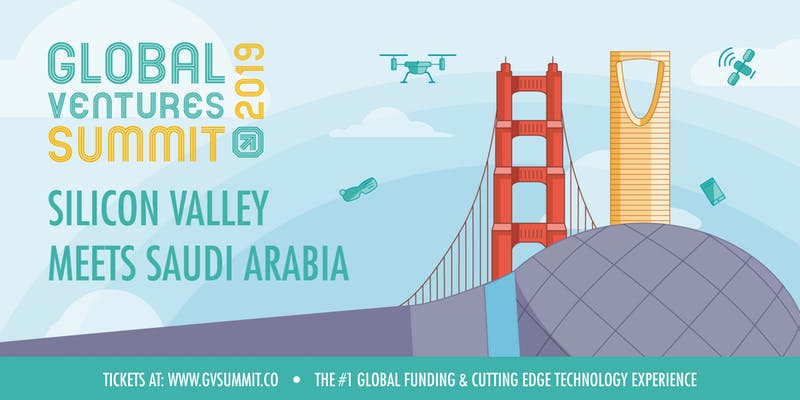 GLOBAL
VENTURES
SUMMIT
2019
SILICON VALLEY
MEETS SAUDI ARABIA
TICKETS AT: WWW.GVSUMMIT.CO • THE #1 GLOBAL FUNDING & CUTTING EDGE TECHNOLOGY EXPERIENCE